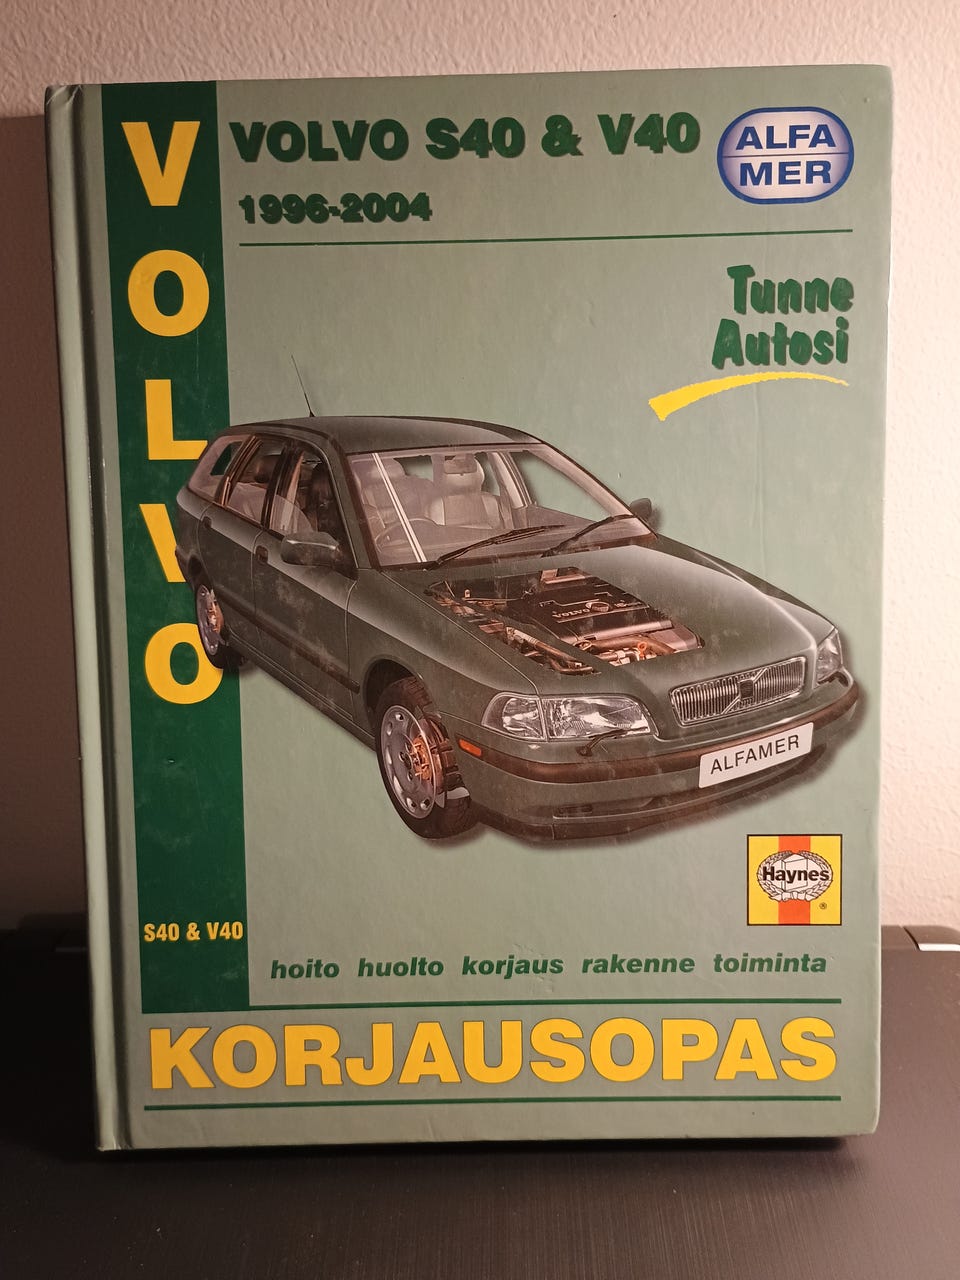 VOLVO
VOLVO S40 & V40
1996-2004
ALFA
MER
Tunne
Autosi
VOLVO
ALFAMER
Haynes
®
S40 & V40
hoito huolto korjaus rakenne toiminta
KORJAUSOPAS